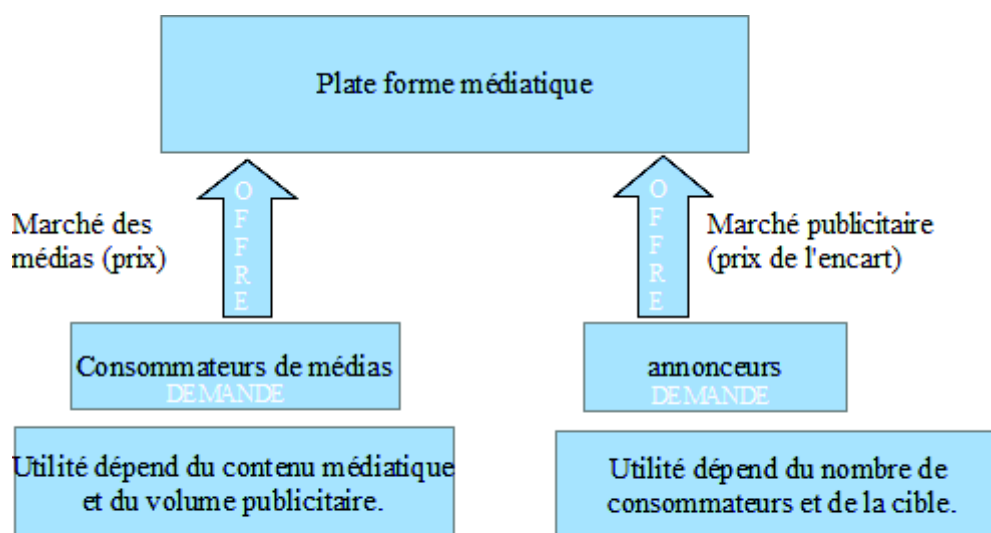 Plate forme médiatique
Marché des
médias (prix)
O
F
F
R
E
O
F
F
R
E
Marché publicitaire
(prix de l'encart)
Consommateurs de médias
DEMANDE
annonceurs
DEMANDE
Utilité dépend du contenu médiatique
et du volume publicitaire.
Utilité dépend du nombre de
consommateurs et de la cible.